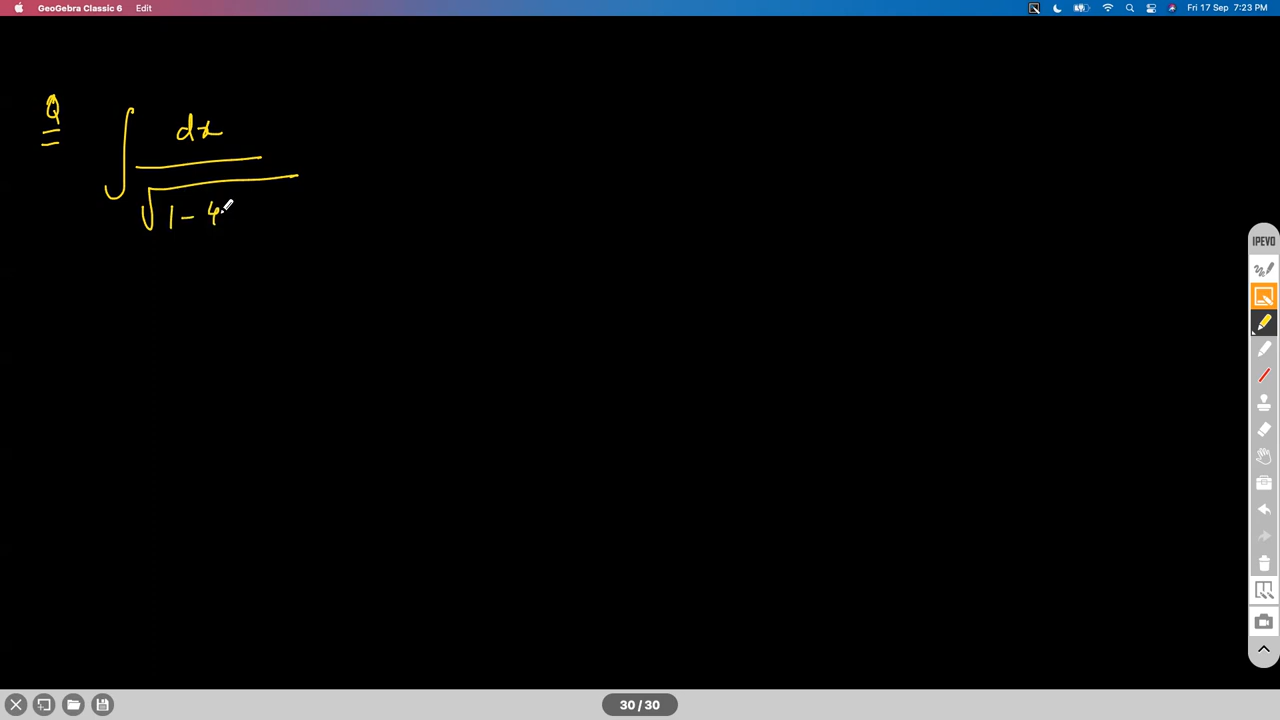 GeoGebra Classic 6 Edit Fri 17 Sep 7:23 PM
Q
∫ dx
√1-4
IPEVO
30 / 30